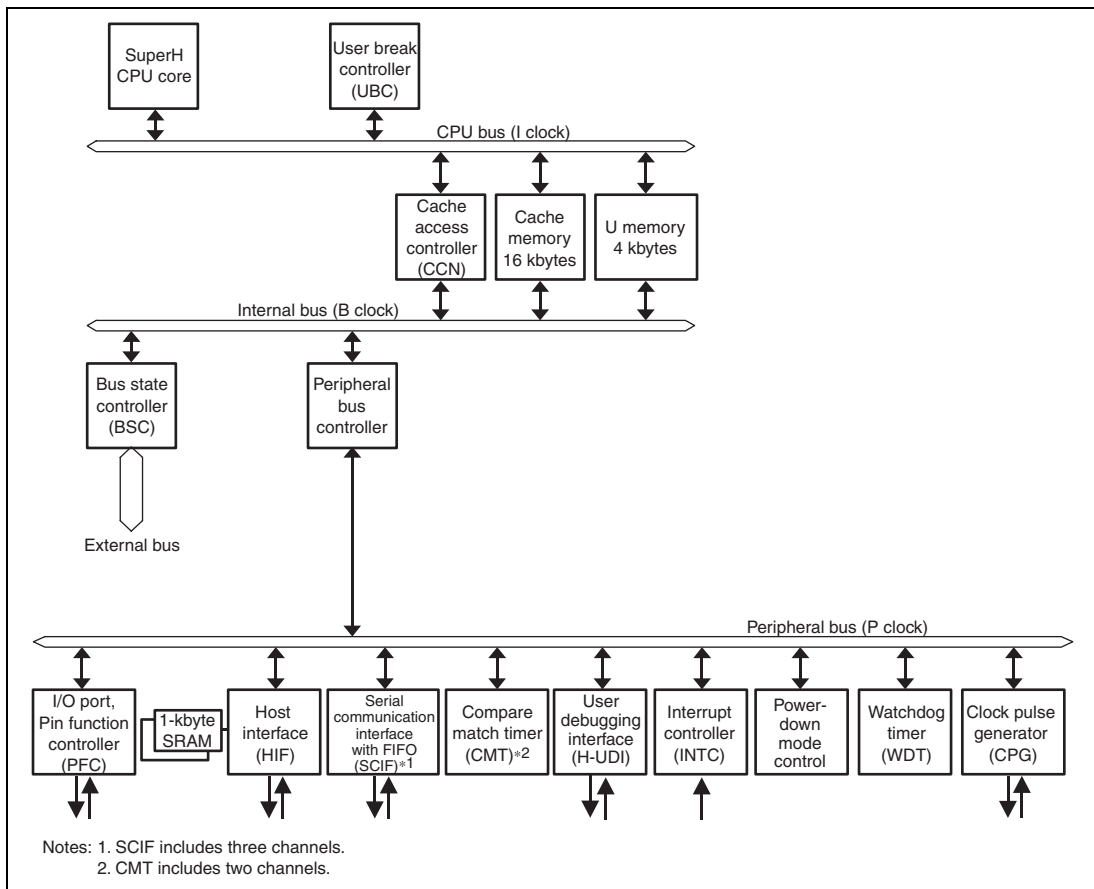 SuperH
CPU core
User break
controller
(UBC)
CPU bus (I clock)
Cache
access
controller
(CCN)
Cache
memory
16 kbytes
U memory
4 kbytes
Internal bus (B clock)
Bus state
controller
(BSC)
Peripheral
bus
controller
External bus
Peripheral bus (P clock)
I/O port,
Pin function
controller
(PFC)
1-kbyte
SRAM
Host
interface
(HIF)
Serial
communication
interface
with FIFO
(SCIF)*1
Compare
match timer
(CMT)*2
User
debugging
interface
(H-UDI)
Interrupt
controller
(INTC)
Power-
down
mode
control
Watchdog
timer
(WDT)
Clock pulse
generator
(CPG)
Notes: 1. SCIF includes three channels.
2. CMT includes two channels.